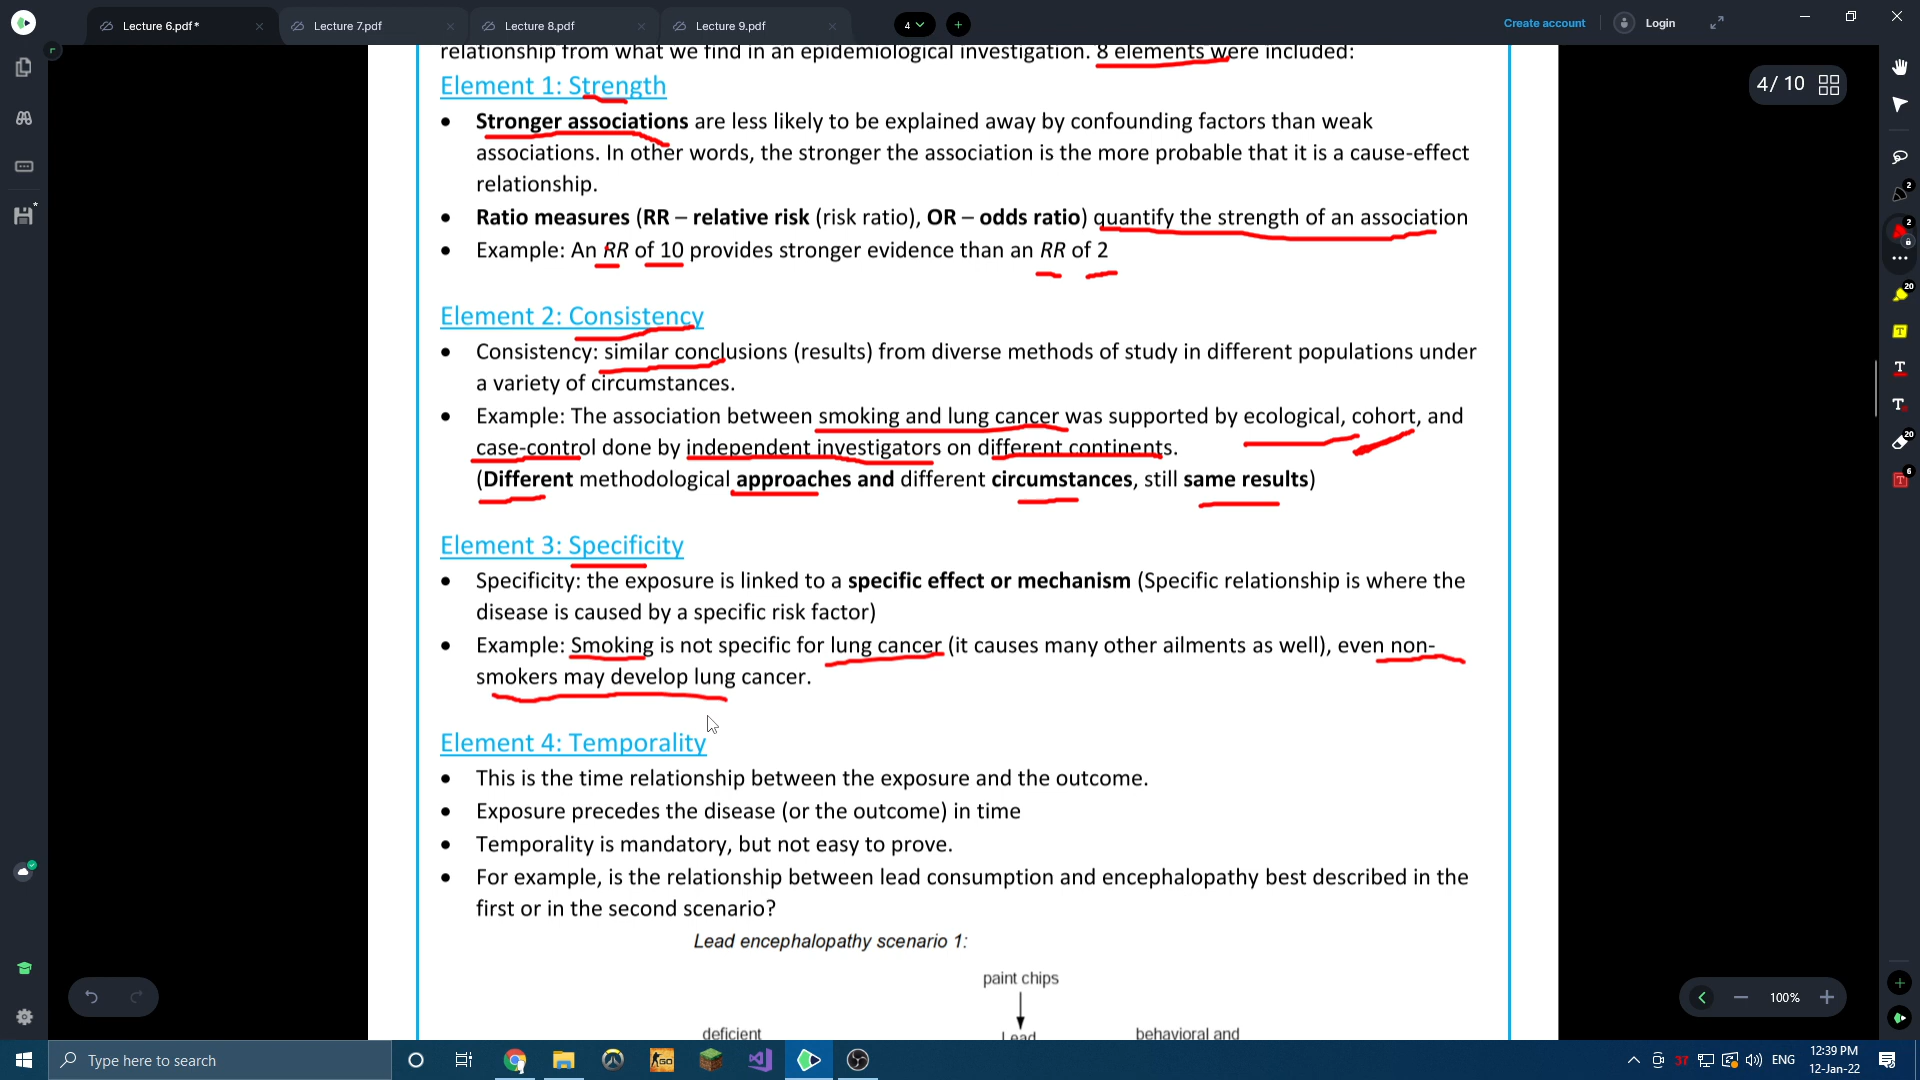 Lecture 6.pdf*
Lecture 7.pdf
Lecture 8.pdf
Lecture 9.pdf
4
Create account
Login
4/ 10
relationship from what we find in an epidemiological investigation. 8 elements were included:
Element 1: Strength
• Stronger associations are less likely to be explained away by confounding factors than weak
associations. In other words, the stronger the association is the more probable that it is a cause-effect
relationship.
• Ratio measures (RR – relative risk (risk ratio), OR – odds ratio) quantify the strength of an association
• Example: An RR of 10 provides stronger evidence than an RR of 2
Element 2: Consistency
• Consistency: similar conclusions (results) from diverse methods of study in different populations under
a variety of circumstances.
• Example: The association between smoking and lung cancer was supported by ecological, cohort, and
case-control done by independent investigators on different continents.
(Different methodological approaches and different circumstances, still same results)
Element 3: Specificity
• Specificity: the exposure is linked to a specific effect or mechanism (Specific relationship is where the
disease is caused by a specific risk factor)
• Example: Smoking is not specific for lung cancer (it causes many other ailments as well), even non-
smokers may develop lung cancer.
Element 4: Temporality
• This is the time relationship between the exposure and the outcome.
• Exposure precedes the disease (or the outcome) in time
• Temporality is mandatory, but not easy to prove.
• For example, is the relationship between lead consumption and encephalopathy best described in the
first or in the second scenario?
Lead encephalopathy scenario 1:
paint chips
deficient
Lead
behavioral and
2
2
20
T
T
T
20
6
T
100%
Type here to search
GO
37
ENG
12:39 PM
12-Jan-22